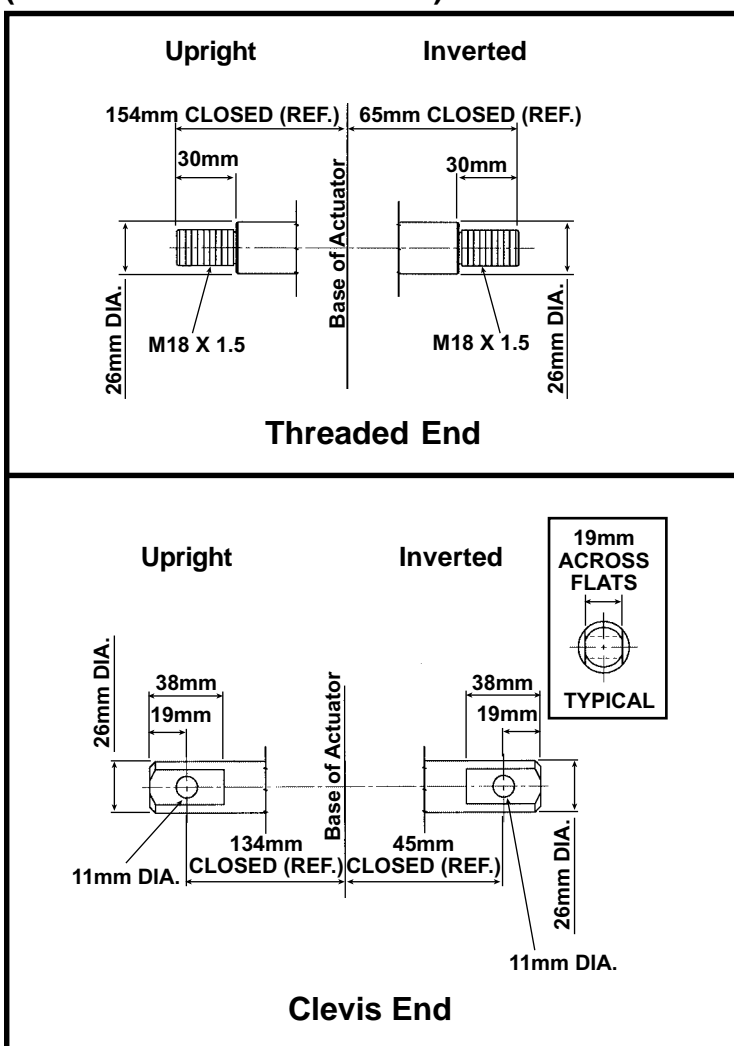 Upright
Inverted
154mm CLOSED (REF.)
65mm CLOSED (REF.)
30mm
30mm
Base of Actuator
26mm DIA.
26mm DIA.
M18 X 1.5
M18 X 1.5
Threaded End
Upright
Inverted
19mm
ACROSS
FLATS
TYPICAL
26mm DIA.
38mm
19mm
Base of Actuator
38mm
19mm
134mm
CLOSED (REF.)
45mm
CLOSED (REF.)
11mm DIA.
26mm DIA.
11mm DIA.
Clevis End